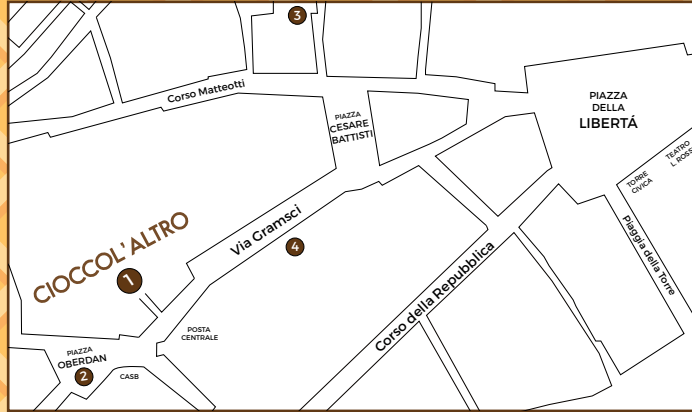 3
Corso Matteotti
PIAZZA
CESARE
BATTISTI
PIAZZA
DELLA
LIBERTÁ
TORRE
CIVICA
TEATRO
L. ROSSI
Piaggia della Torre
Via Gramsci
4
Corso della Repubblica
CIOCCOL'ALTRO
1
POSTA
CENTRALE
PIAZZA
OBERDAN
2
CASB